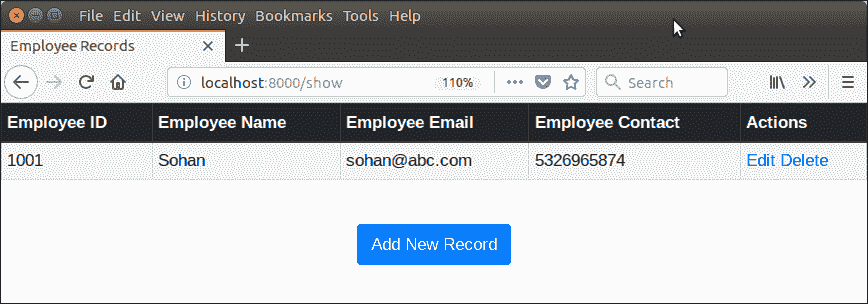 File Edit View History Bookmarks Tools Help
Employee Records
localhost:8000/show 110% Search
Employee ID Employee Name Employee Email Employee Contact Actions
1001 Sohan sohan@abc.com 5326965874 Edit Delete
Add New Record